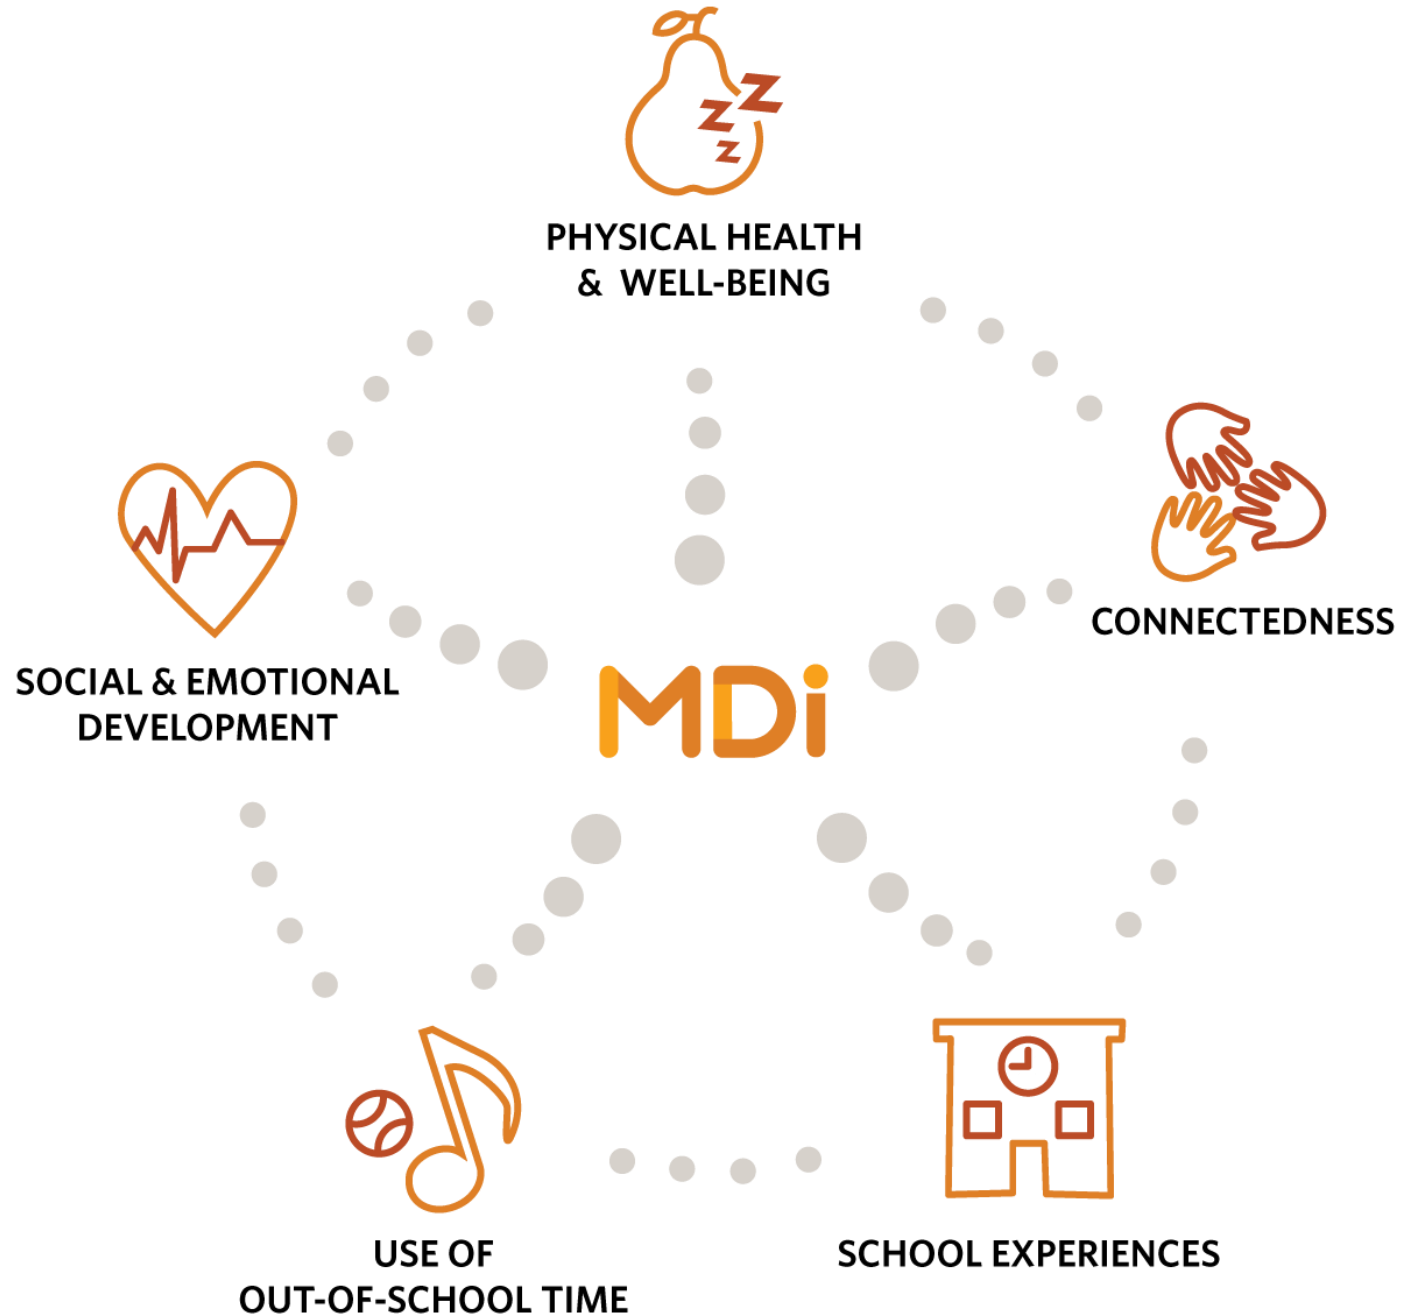 PHYSICAL HEALTH
& WELL-BEING
CONNECTEDNESS
SOCIAL & EMOTIONAL
DEVELOPMENT
MDi
USE OF
OUT-OF-SCHOOL TIME
SCHOOL EXPERIENCES